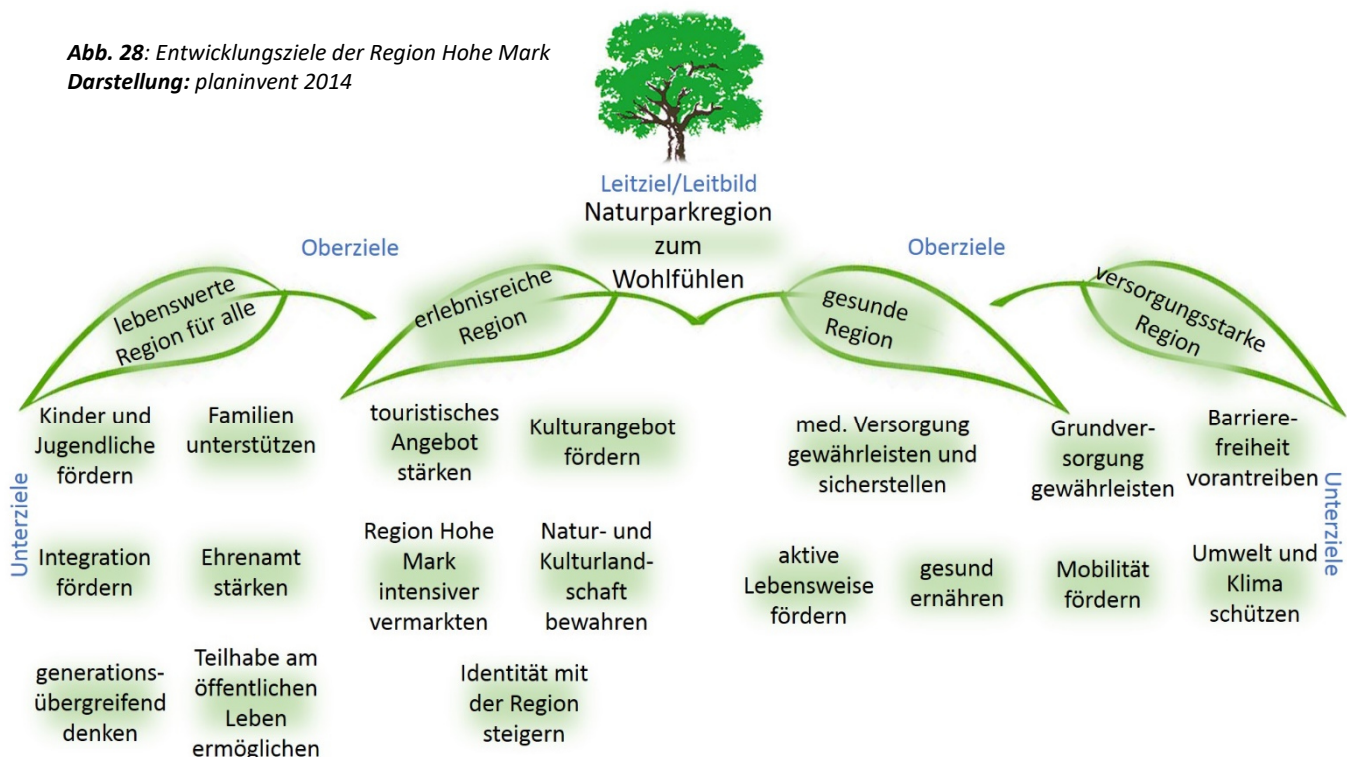 Abb. 28: Entwicklungsziele der Region Hohe Mark
Darstellung: planinvent 2014
Leitziel/Leitbild
Naturparkregion
zum
Wohlfühlen
Oberziele
Oberziele
lebenswerte
Region für alle
erlebnisreiche
Region
gesunde
Region
versorgungsstarke
Region
Unterziele
Kinder und
Jugendliche
fördern
Familien
unterstützen
Integration
fördern
Ehrenamt
stärken
generations-
übergreifend
denken
Teilhabe am
öffentlichen
Leben
ermöglichen
touristisches
Angebot
stärken
Kulturangebot
fördern
Region Hohe
Mark
intensiver
vermarkten
Natur- und
Kulturland-
schaft
bewahren
Identität mit
der Region
steigern
med. Versorgung
gewährleisten und
sicherstellen
aktive
Lebensweise
fördern
gesund
ernähren
Grundver-
sorgung
gewährleisten
Barriere-
freiheit
vorantreiben
Mobilität
fördern
Umwelt und
Klima
schützen
Unterziele